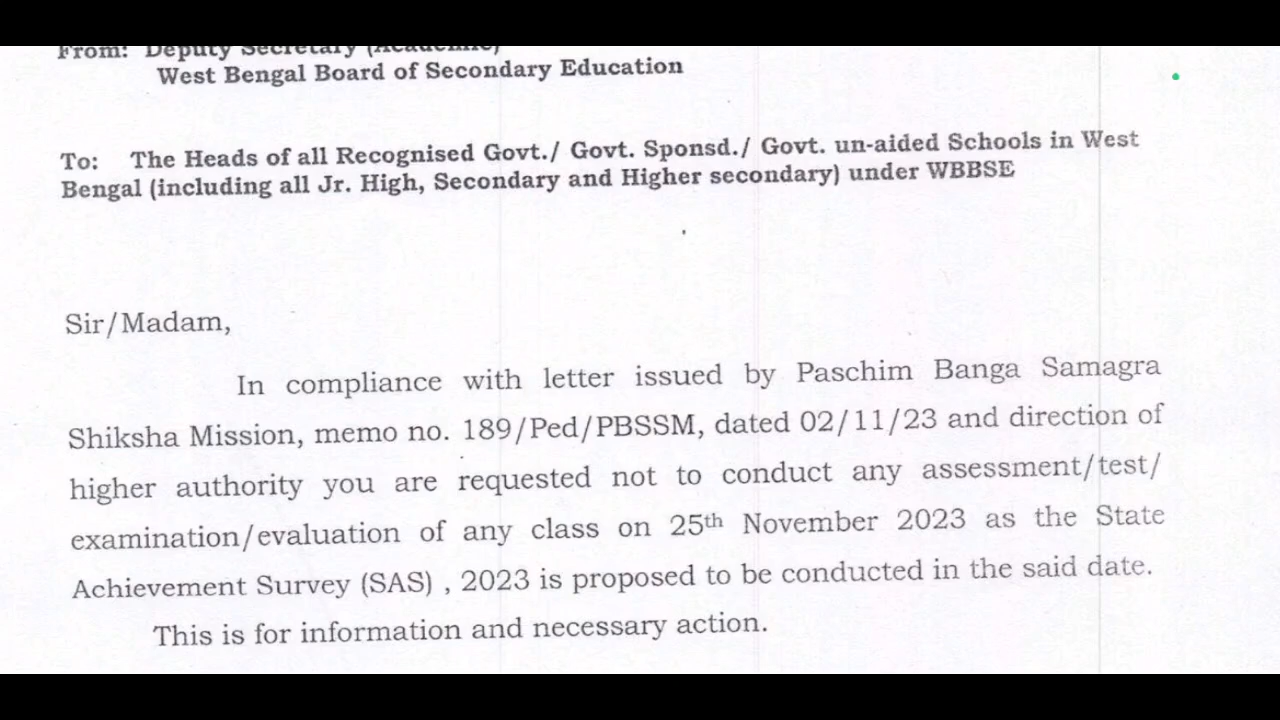 From: Deputy Secretary (Academic)
West Bengal Board of Secondary Education
To: The Heads of all Recognised Govt./ Govt. Sponsd./ Govt. un-aided Schools in West
Bengal (including all Jr. High, Secondary and Higher secondary) under WBBSE
Sir/Madam,
In compliance with letter issued by Paschim Banga Samagra
Shiksha Mission, memo no. 189/Ped/PBSSM, dated 02/11/23 and direction of
higher authority you are requested not to conduct any assessment/test/
examination/evaluation of any class on 25th November 2023 as the State
Achievement Survey (SAS) , 2023 is proposed to be conducted in the said date.
This is for information and necessary action.